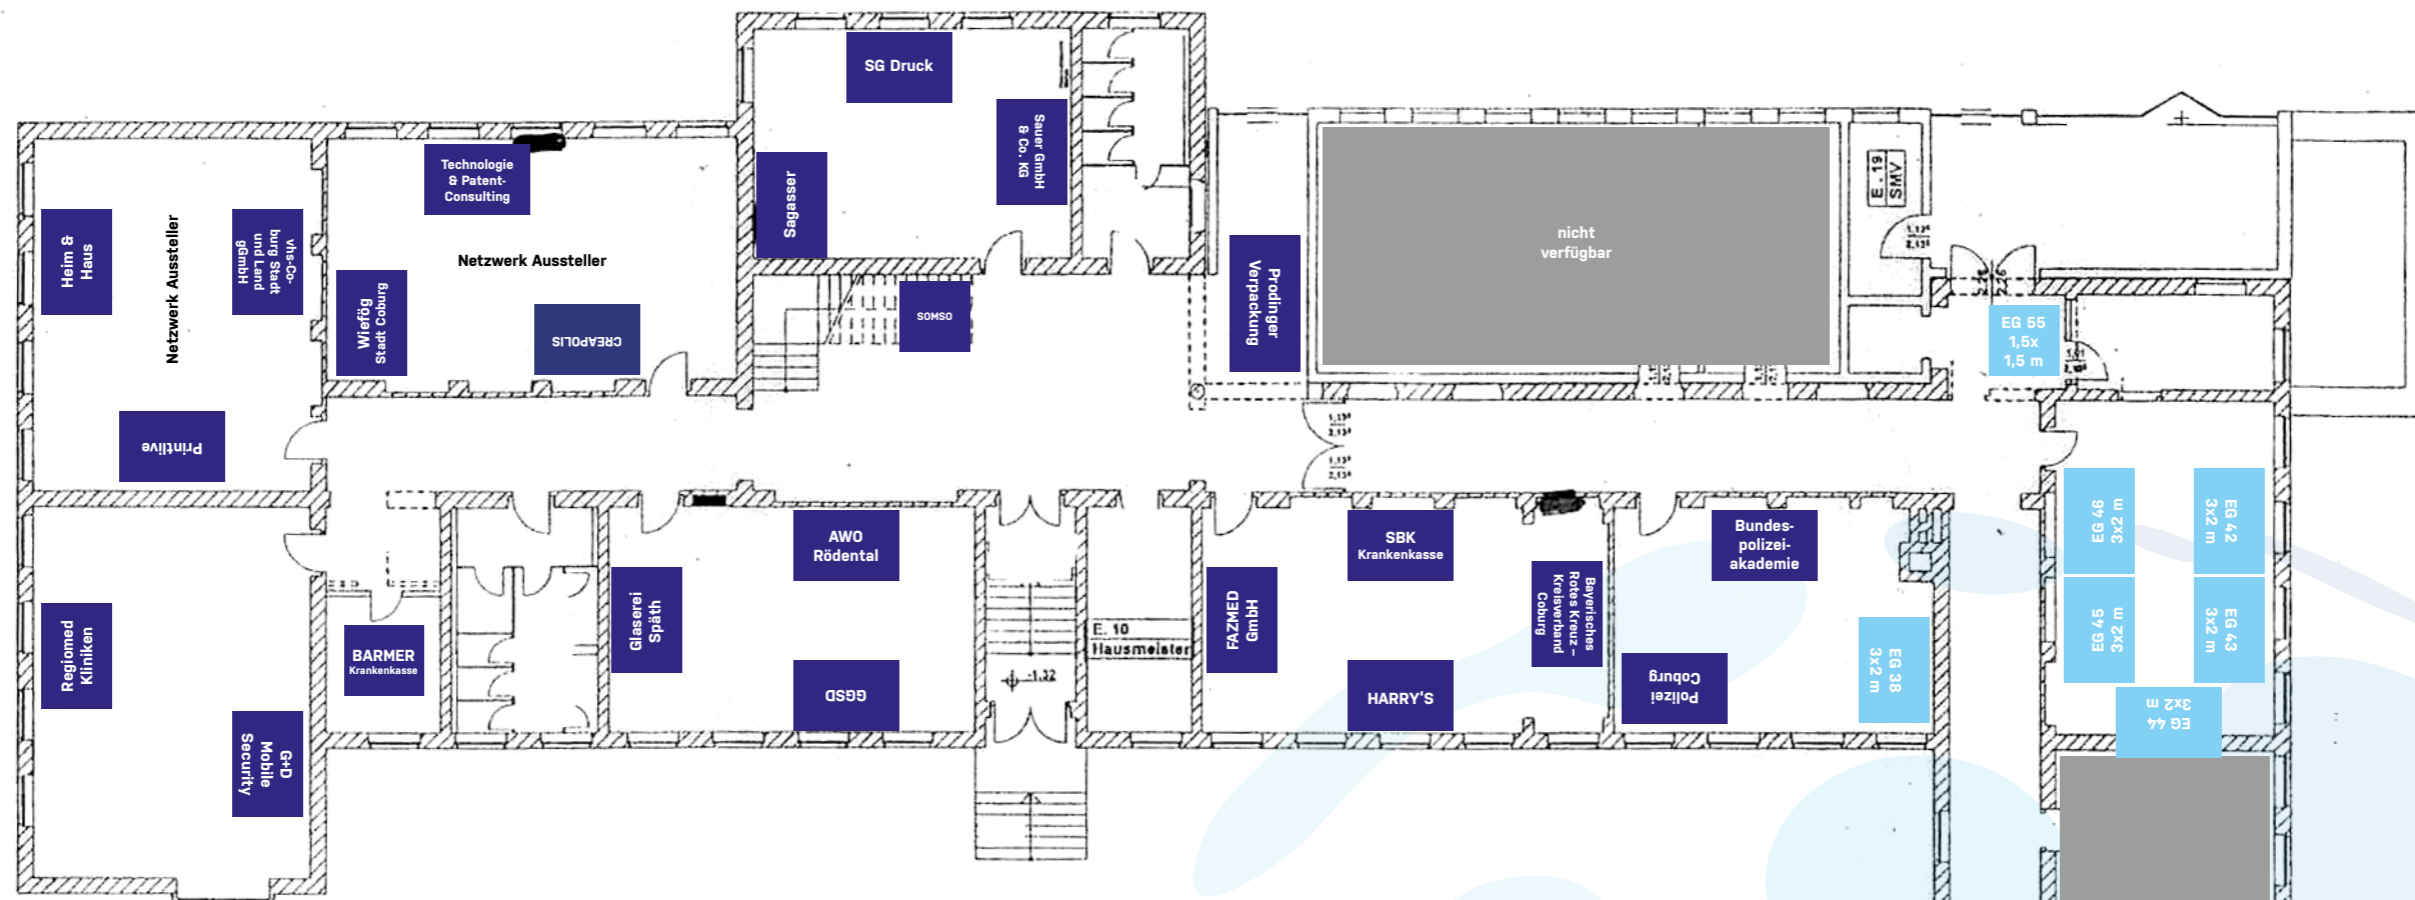 SG Druck
Sauer GmbH
& Co. KG
Sagasser
Technologie
& Patent-
Consulting
Netzwerk Aussteller
Heim &
Haus
Netzwerk Aussteller
vhs-Co-
burg Stadt
und Land
gGmbH
Wiefög
Stadt Coburg
CREAPOLIS
Printlive
SOMSO
Prodinger
Verpackung
nicht
verfügbar
E.19
SMV
EG 55
1,5x
1,5 m
Regiomed
Kliniken
G+D
Mobile
Security
BARMER
Krankenkasse
Glaserei
Späth
AWO
Rödental
GGSD
-1.32
E. 10
Hausmeister
FAZMED
GmbH
SBK
Krankenkasse
HARRY'S
Bayerisches
Rotes Kreuz –
Kreisverband
Coburg
Bundes-
polizei-
akademie
Polizei
Coburg
EG 38
3x2 m
EG 46
3x2 m
EG 42
3x2 m
EG 45
3x2 m
EG 43
3x2 m
EG 44
3x2 m